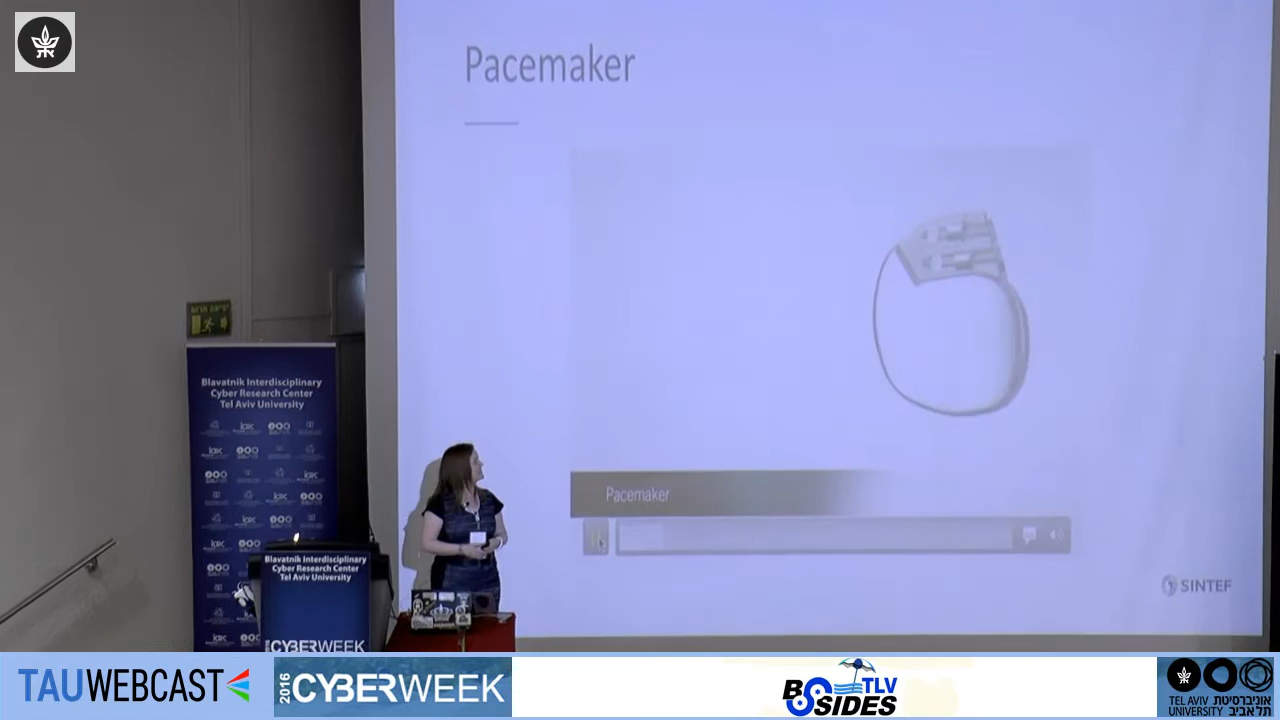 Pacemaker
Pacemaker
SINTEF
Blavatnik Interdisciplinary
Cyber Research Center
Tel Aviv University
Blavatnik Interdisciplinary
Cyber Research Center
Tel Aviv University
CYBERWEEK
TAUWEBCAST
2016
CYBERWEEK
BSIDES
TLV
TEL AVIV
UNIVERSITY
אוניברסיטת
תל אביב